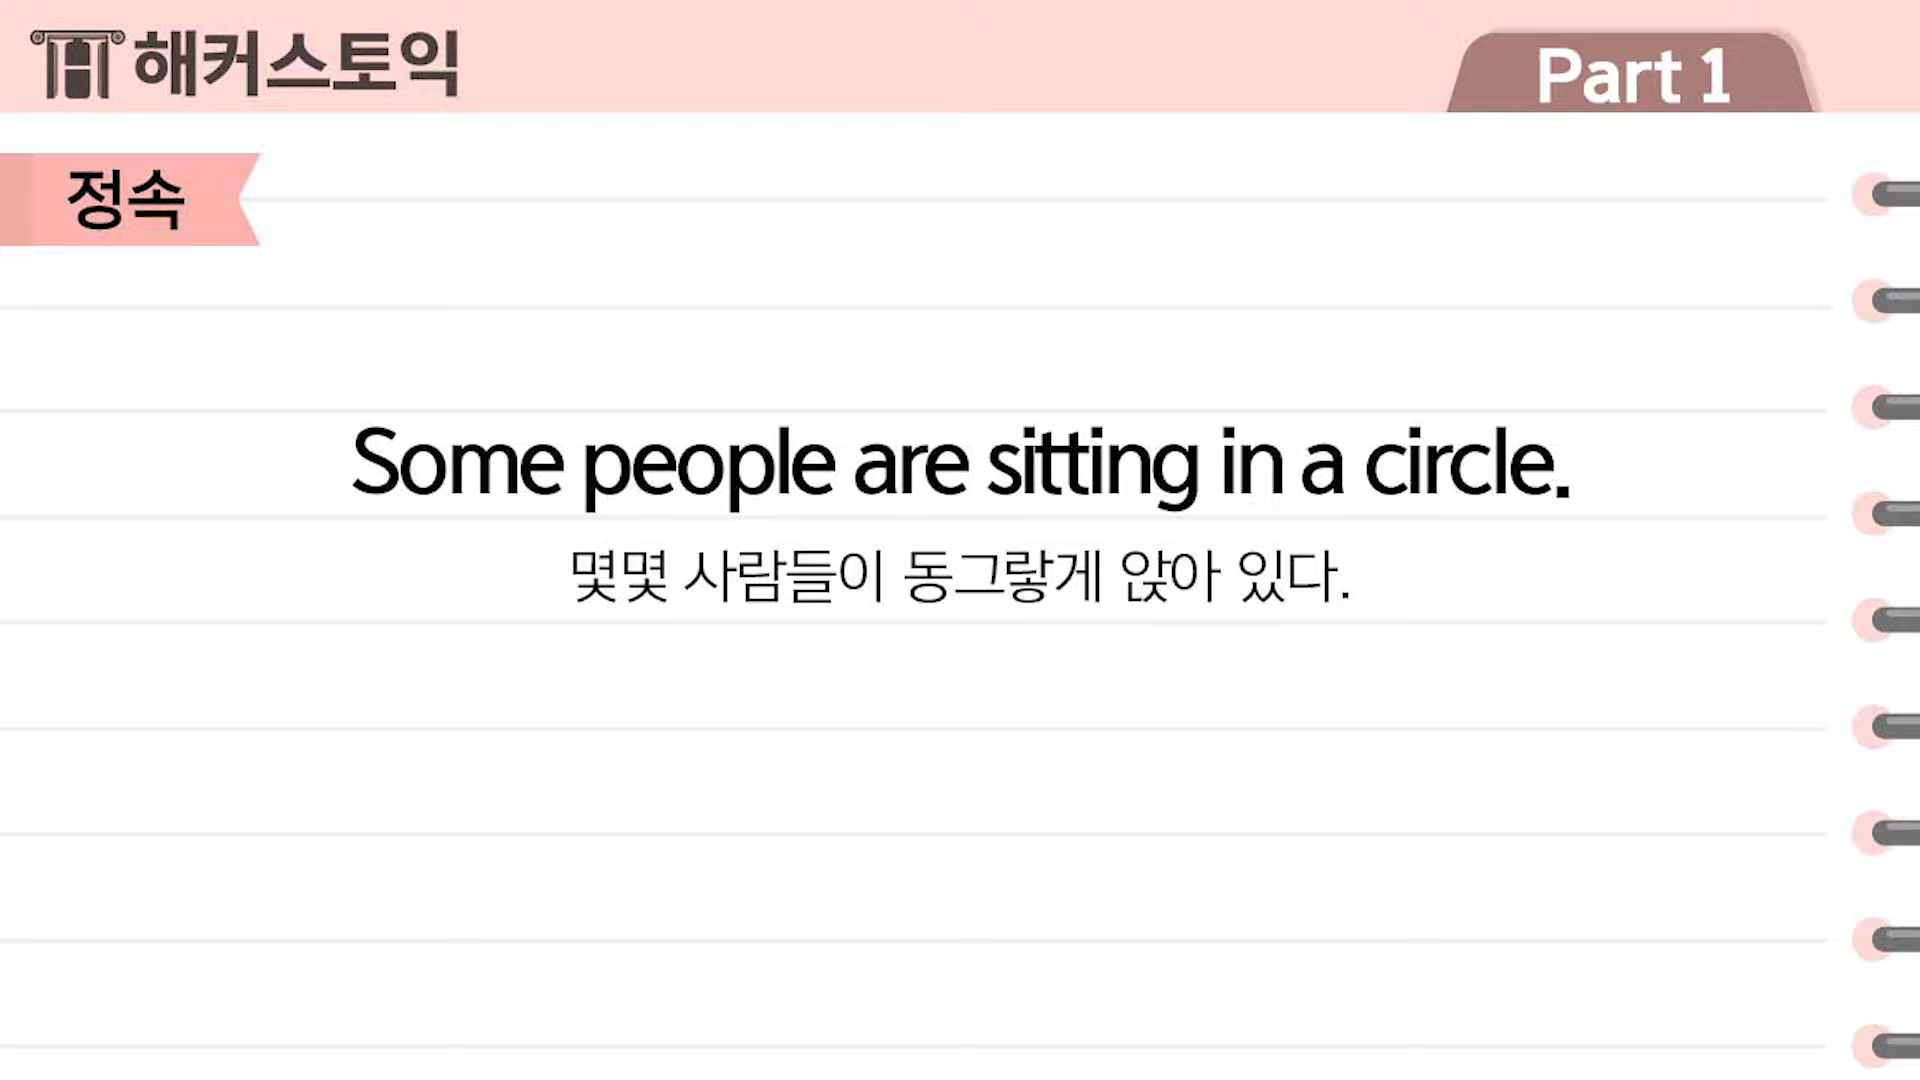 해커스토익
Part 1
정속
Some people are sitting in a circle.
몇몇 사람들이 동그랗게 앉아 있다.